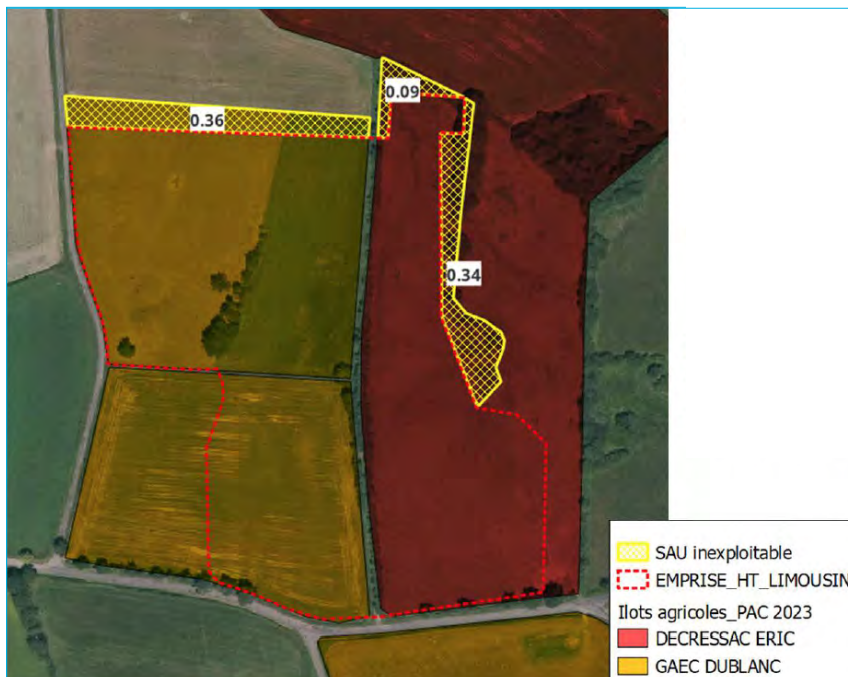 0.09
0.36
0.34
SAU inexploitable
EMPRISE_HT_LIMOUSIN
Ilots agricoles_PAC 2023
DECRESSAC ERIC
GAEC DUBLANC